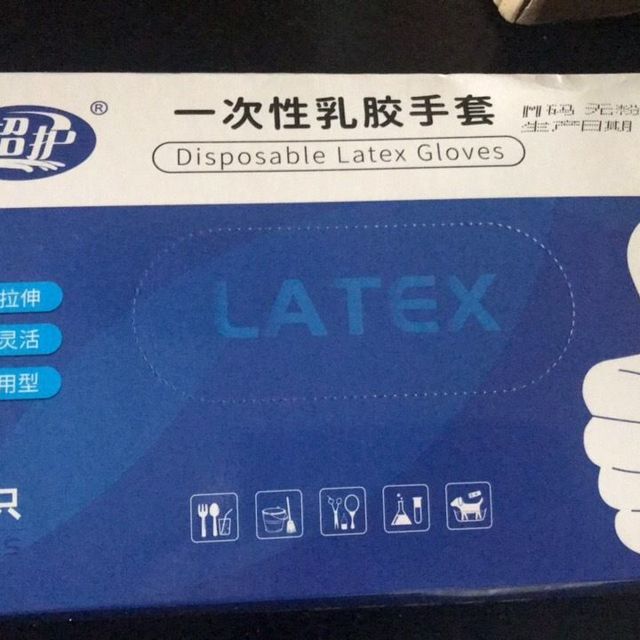 超护®
一次性乳胶手套
Disposable Latex Gloves
M码 无粉
生产日期
拉伸
LATEX
灵活
用型
只